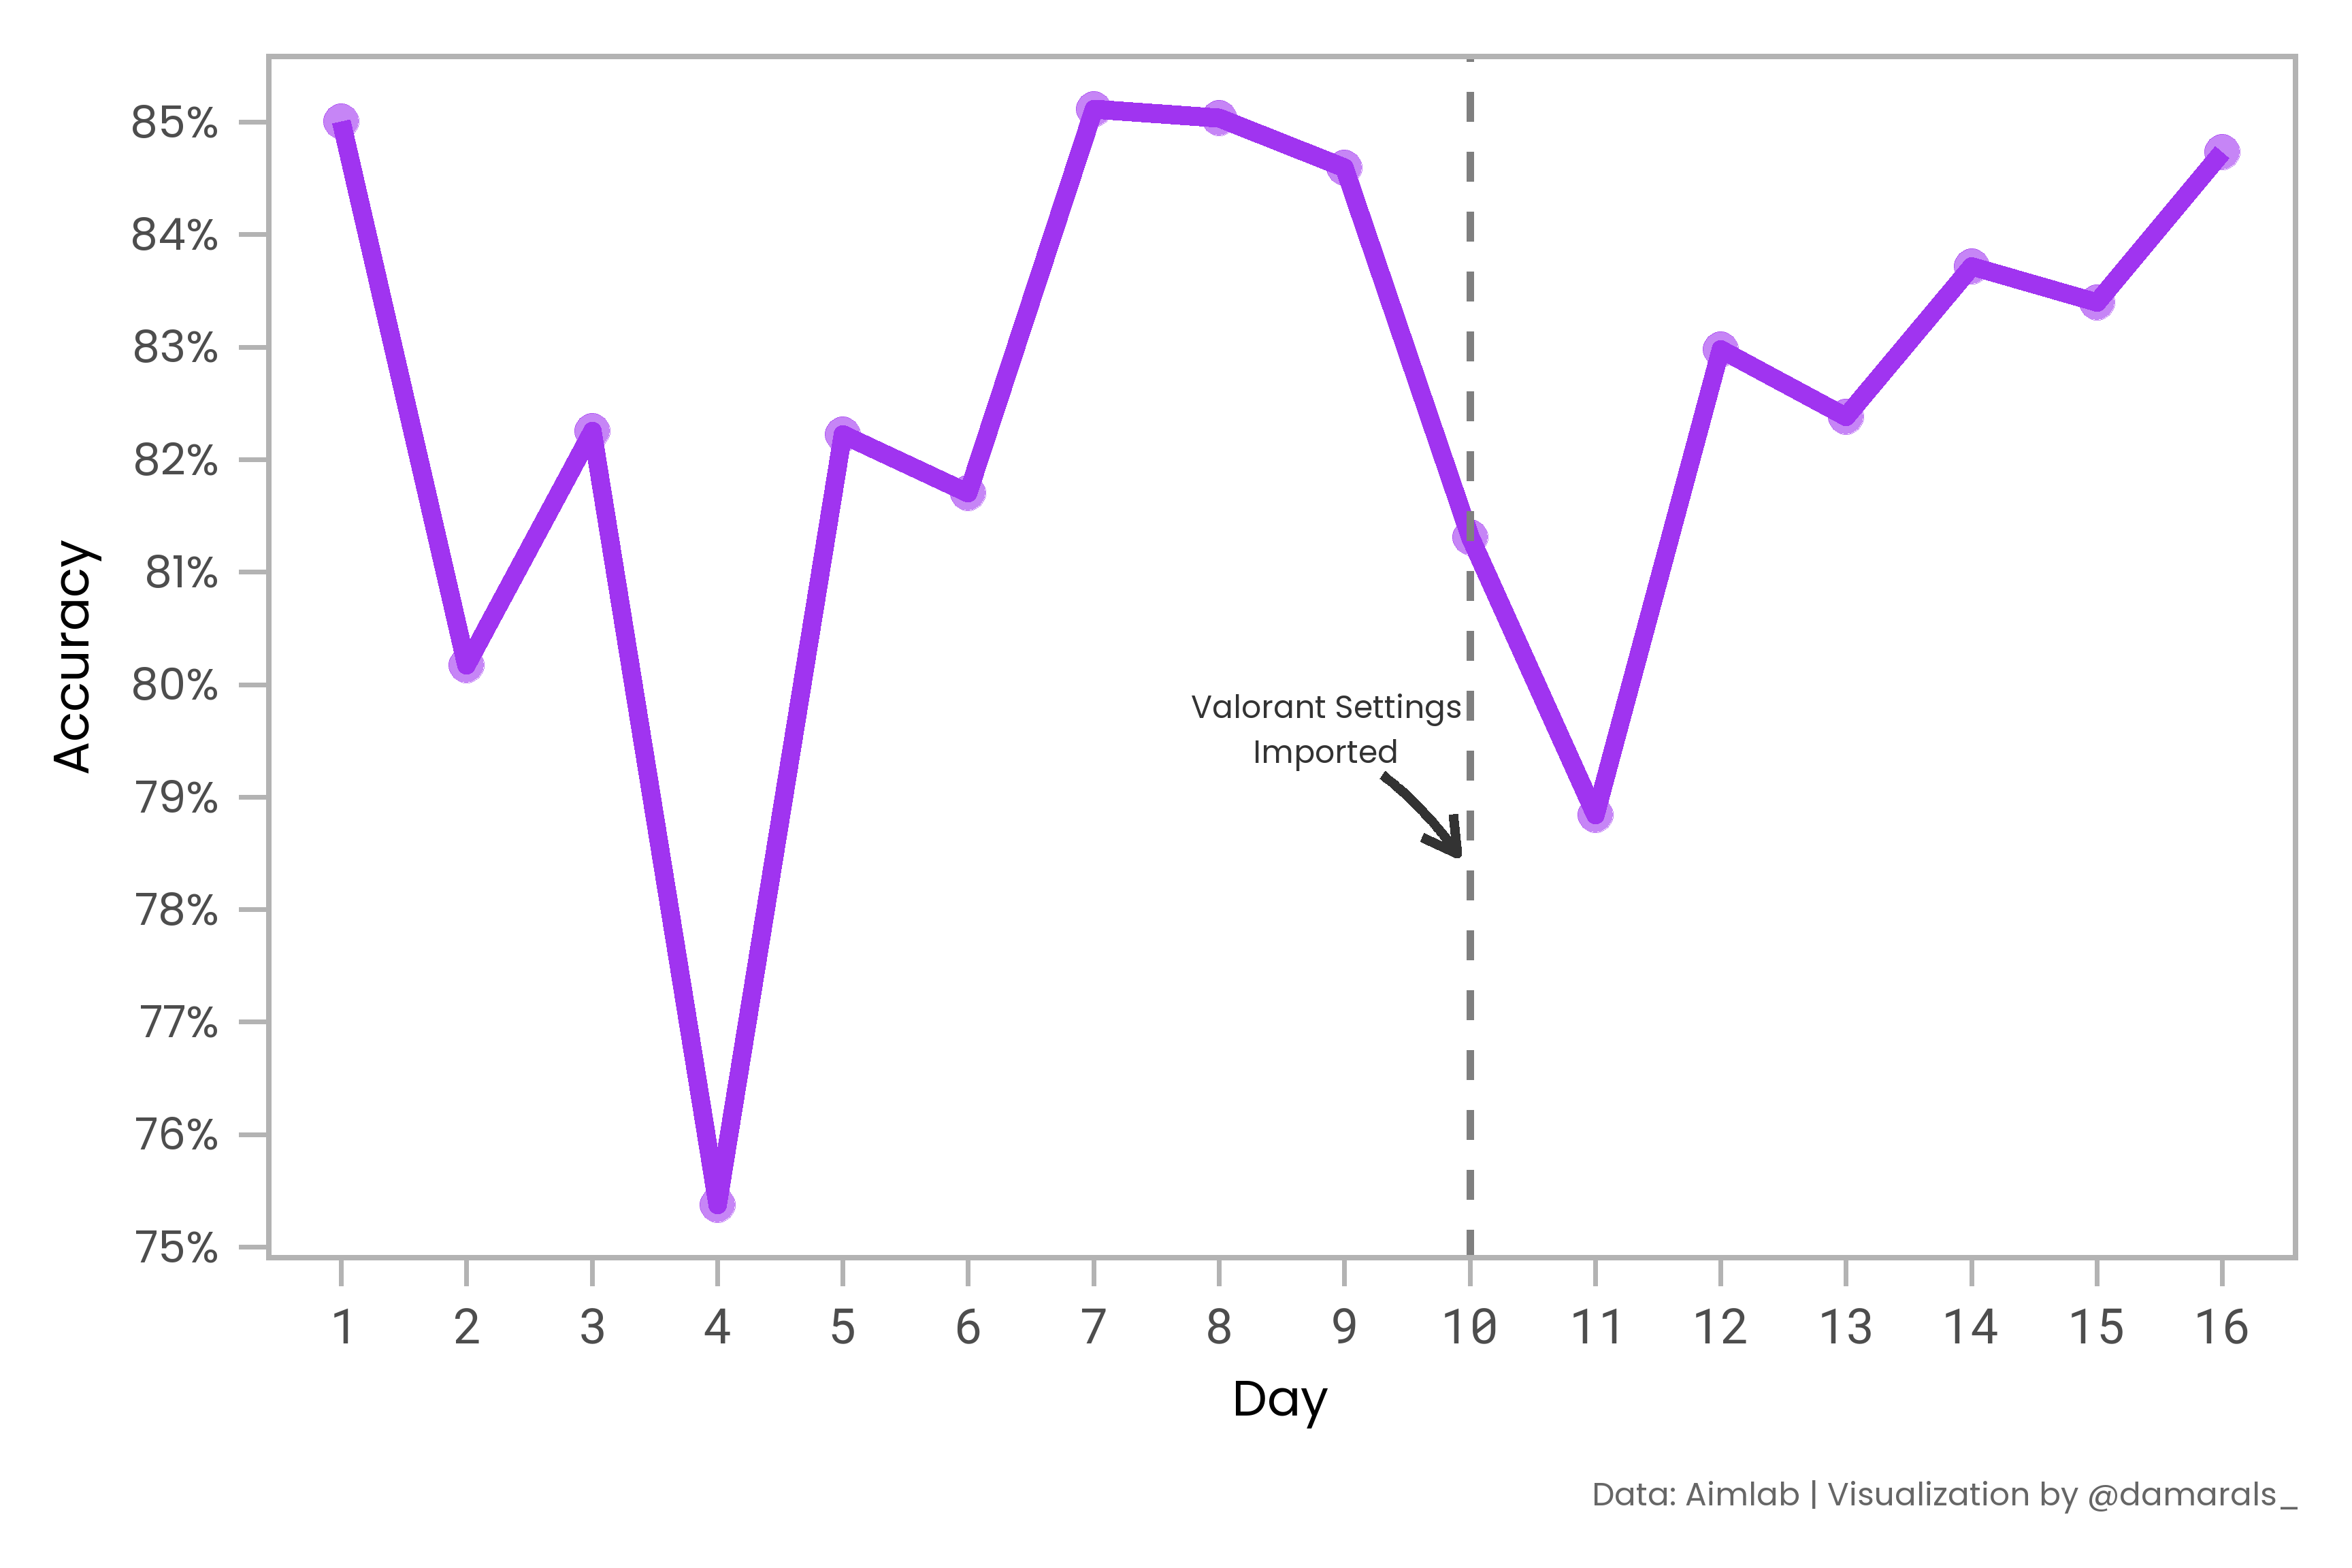 85%
84%
83%
82%
81%
80%
79%
78%
77%
76%
75%
Accuracy
Valorant Settings
Imported
1 2 3 4 5 6 7 8 9 10 11 12 13 14 15 16
Day
Data: Aimlab | Visualization by @damarals_